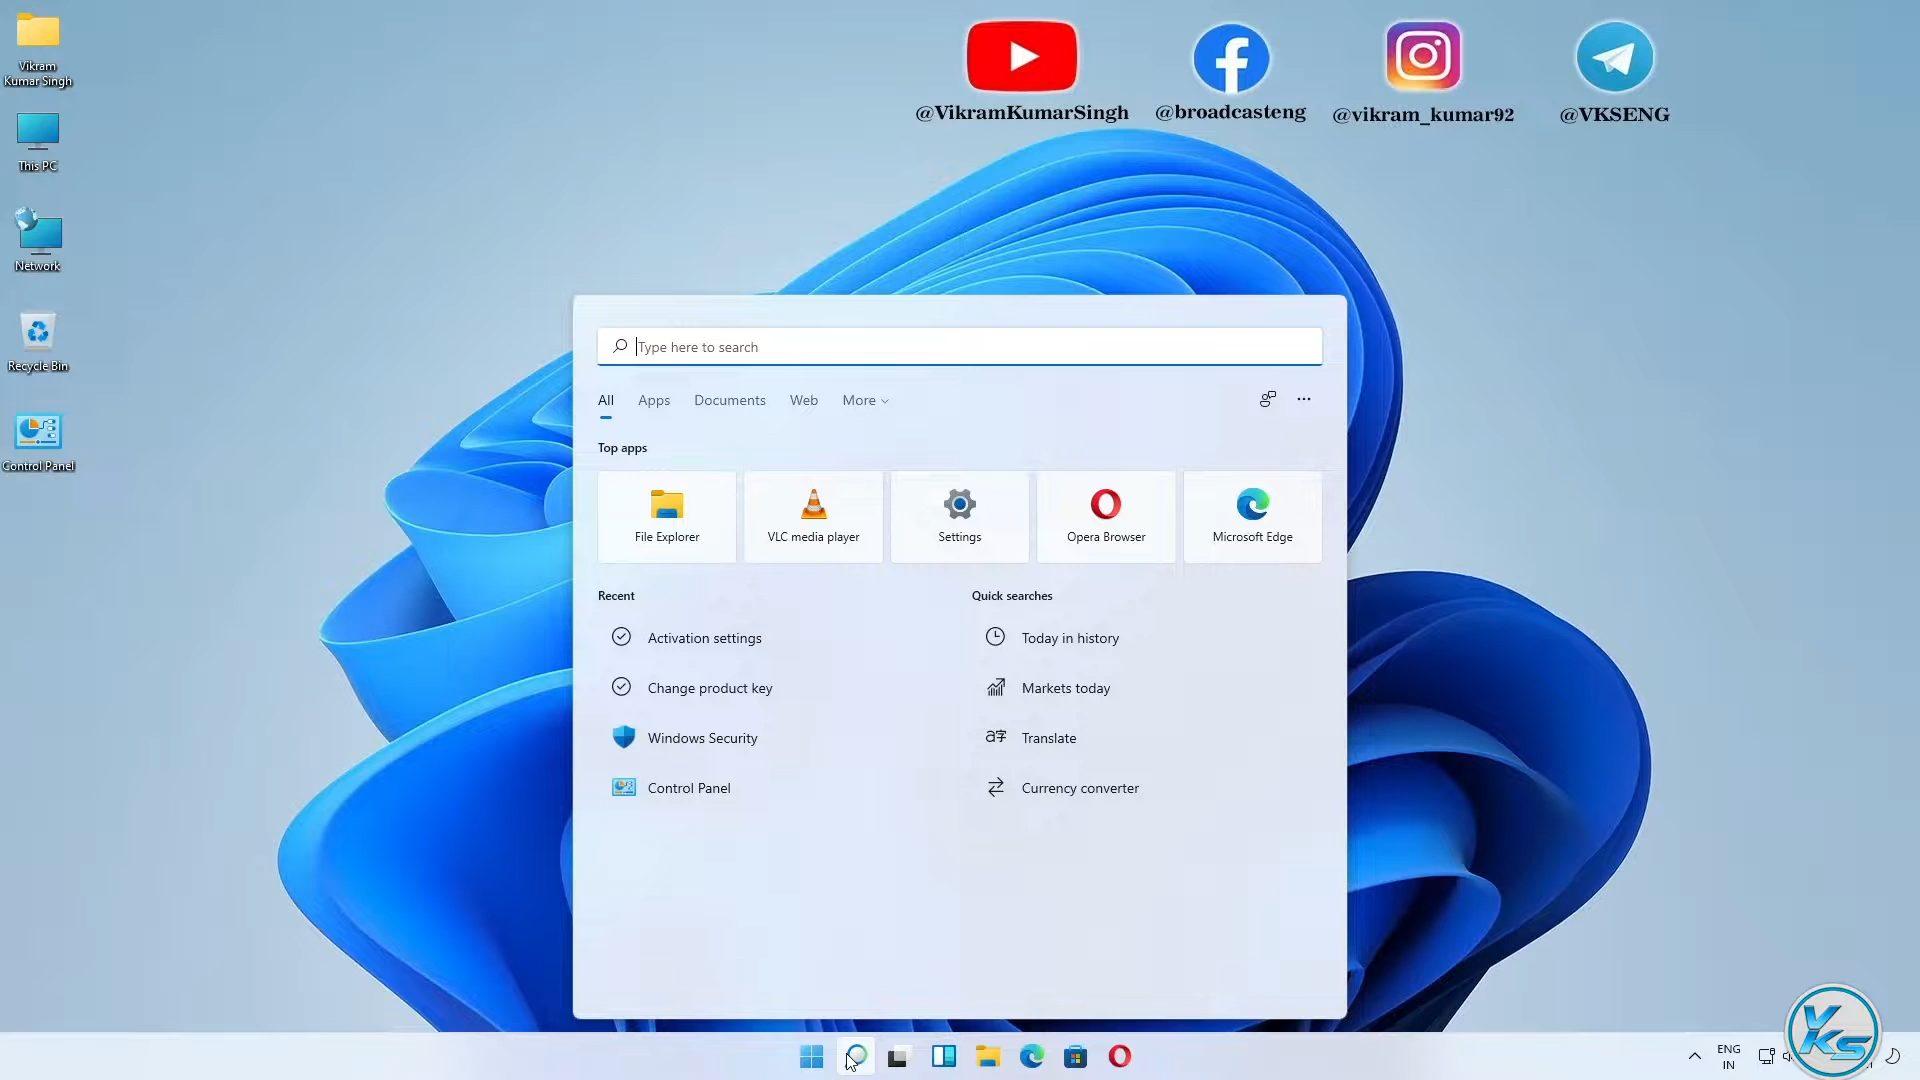 Vikram
Kumar Singh
This PC
Network
Recycle Bin
Control Panel
@VikramKumarSingh
@broadcasteng
@vikram_kumar92
@VKSENG
Type here to search
All Apps Documents Web More
Top apps
File Explorer
VLC media player
Settings
Opera Browser
Microsoft Edge
Recent
Activation settings
Change product key
Windows Security
Control Panel
Quick searches
Today in history
Markets today
Translate
Currency converter
ENG
IN
VKS